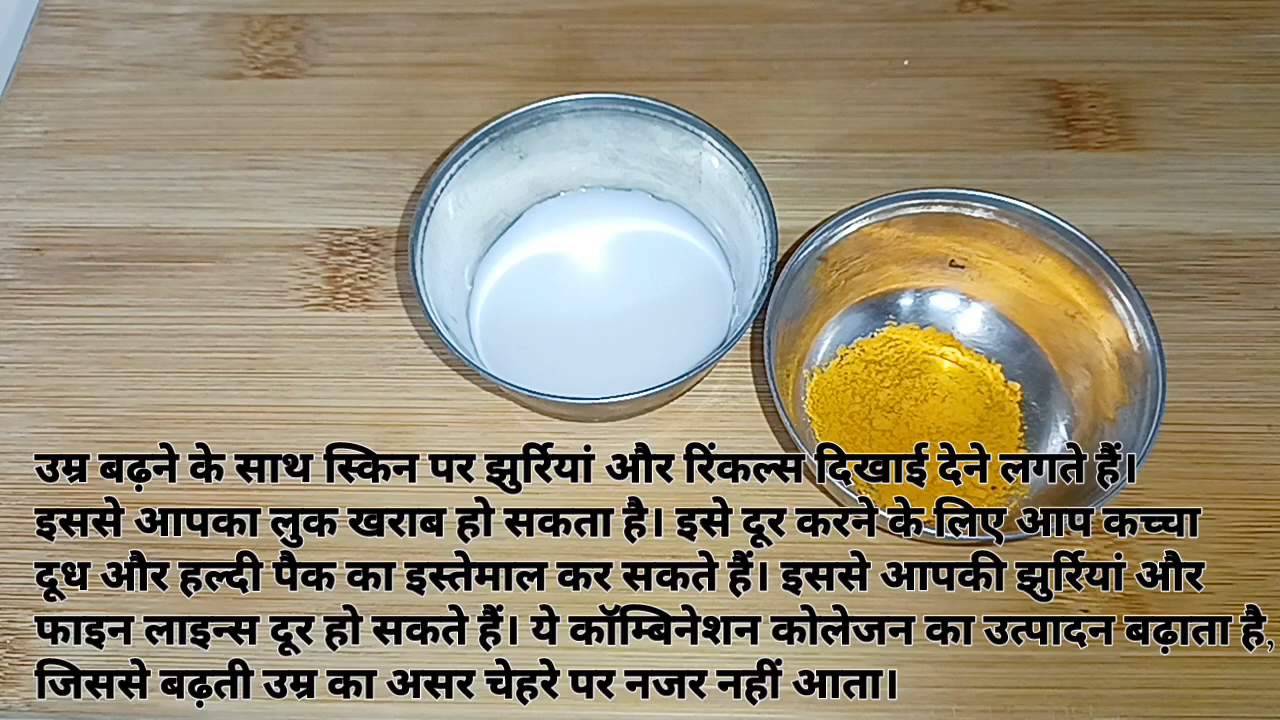 उम्र बढ़ने के साथ स्किन पर झुर्रियां और रिंकल्स दिखाई देने लगते हैं।
इससे आपका लुक खराब हो सकता है। इसे दूर करने के लिए आप कच्चा
दूध और हल्दी पैक का इस्तेमाल कर सकते हैं। इससे आपकी झुर्रियां और
फाइन लाइन्स दूर हो सकते हैं। ये कॉम्बिनेशन कोलेजन का उत्पादन बढ़ाता है,
जिससे बढ़ती उम्र का असर चेहरे पर नजर नहीं आता।